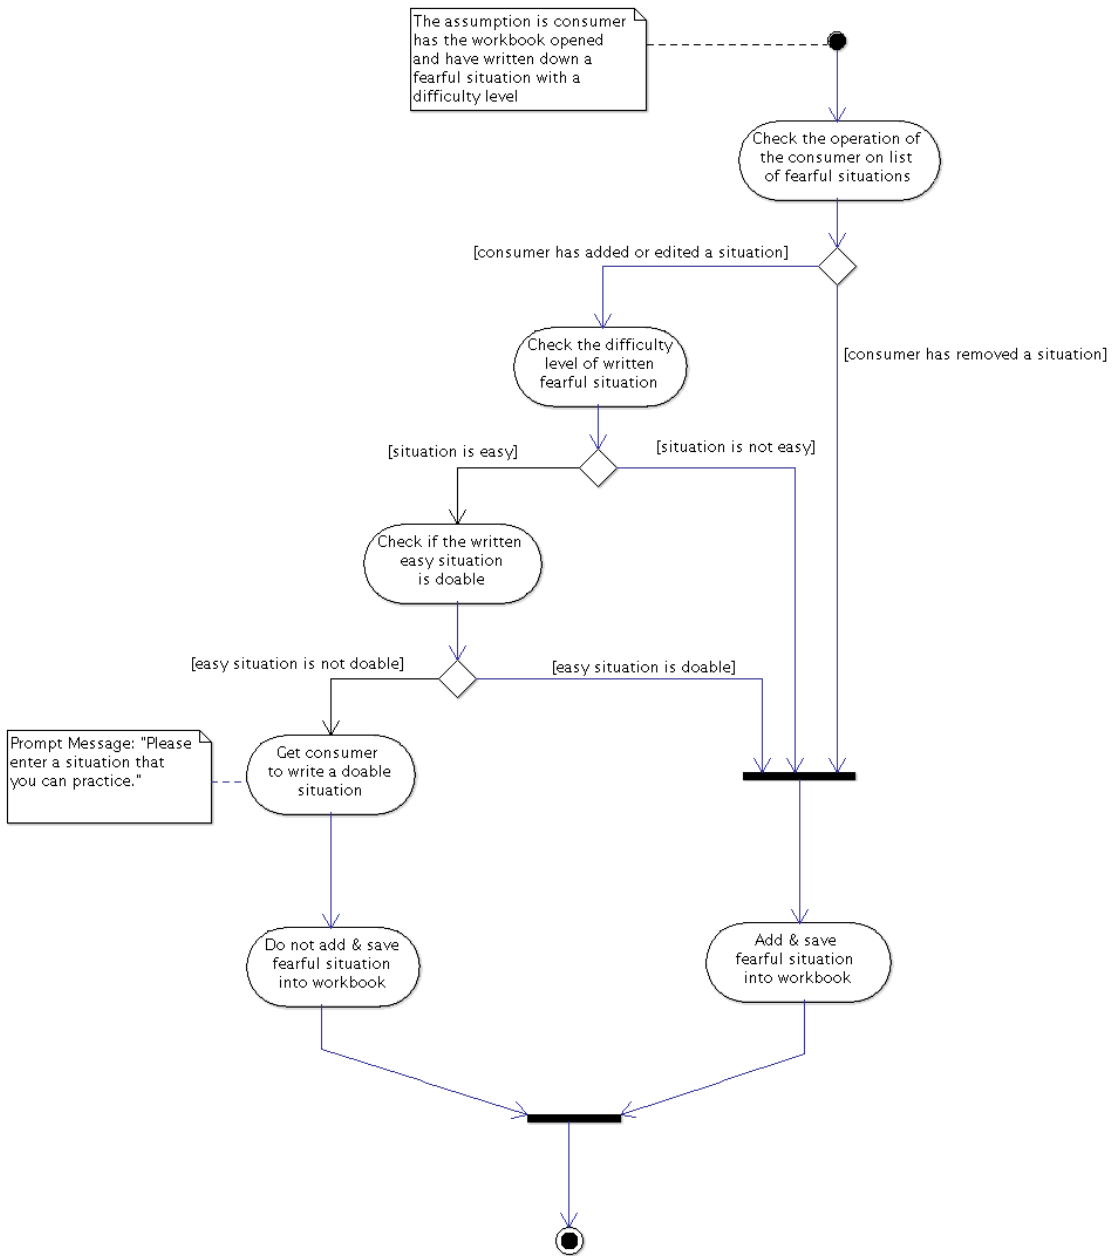 The assumption is consumer
has the workbook opened
and have written down a
fearful situation with a
difficulty level
Check the operation of
the consumer on list
of fearful situations
[consumer has added or edited a situation]
Check the difficulty
level of written
fearful situation
[consumer has removed a situation]
[situation is easy]
[situation is not easy]
Check if the written
easy situation
is doable
[easy situation is not doable]
[easy situation is doable]
Prompt Message: "Please
enter a situation that
you can practice."
Get consumer
to write a doable
situation
Do not add & save
fearful situation
into workbook
Add & save
fearful situation
into workbook